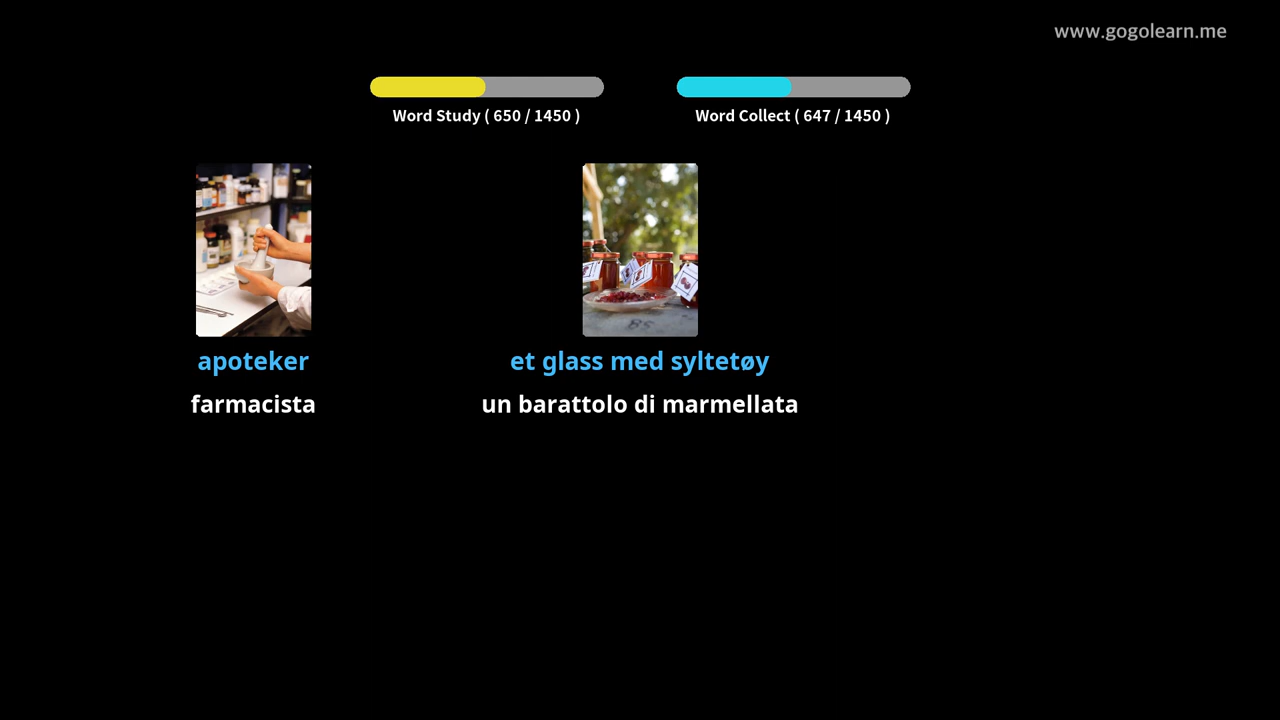 www.gogolearn.me
Word Study ( 650 / 1450 )
Word Collect ( 647 / 1450 )
apoteker
farmacista
et glass med syltetøy
un barattolo di marmellata